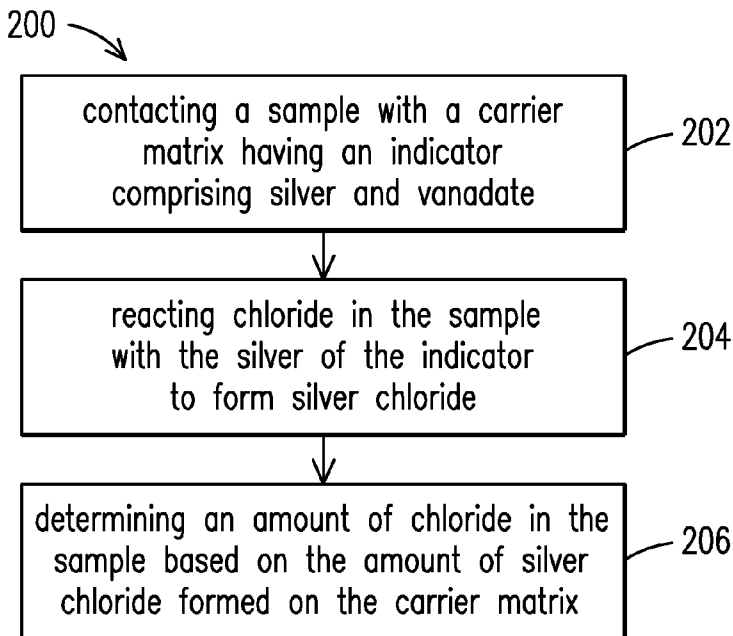 200
contacting a sample with a carrier
matrix having an indicator
comprising silver and vanadate
202
reacting chloride in the sample
with the silver of the indicator
to form silver chloride
204
determining an amount of chloride in the
sample based on the amount of silver
chloride formed on the carrier matrix
206